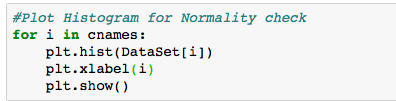 #Plot Histogram for Normality check
for i in cnames:
    plt.hist(DataSet[i])
    plt.xlabel(i)
    plt.show()